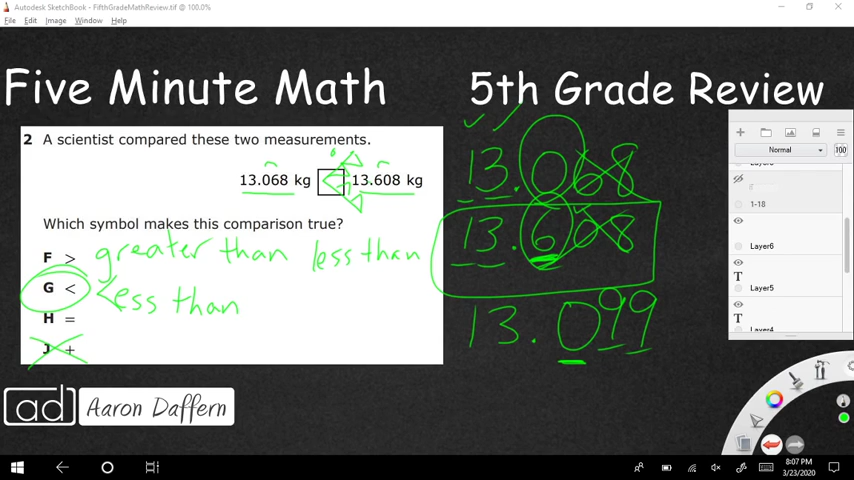 Autodesk SketchBook - FifthGradeMathReview.tif @ 100.0%
File Edit Image Window Help
Five Minute Math
5th Grade Review
2 A scientist compared these two measurements.
13.068 kg 13.608 kg
Which symbol makes this comparison true?
F >
greater than less than
G <
less than
H =
J +
13.068
13.608
13.099
ad Aaron Daffern
Normal
100
1-18
Layer6
Layer5
Layer4
8:07 PM
3/23/2020